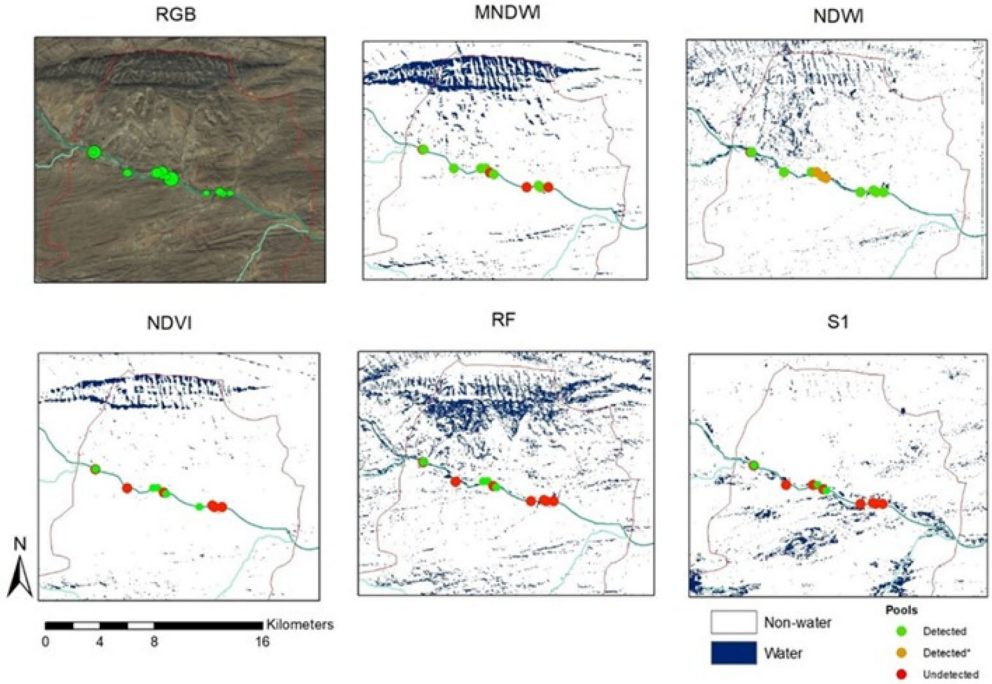 RGB
MNDWI
NDWI
NDVI
RF
S1
N
Kilometers
0 4 8 16
Non-water
Water
Pools
Detected
Detected*
Undetected